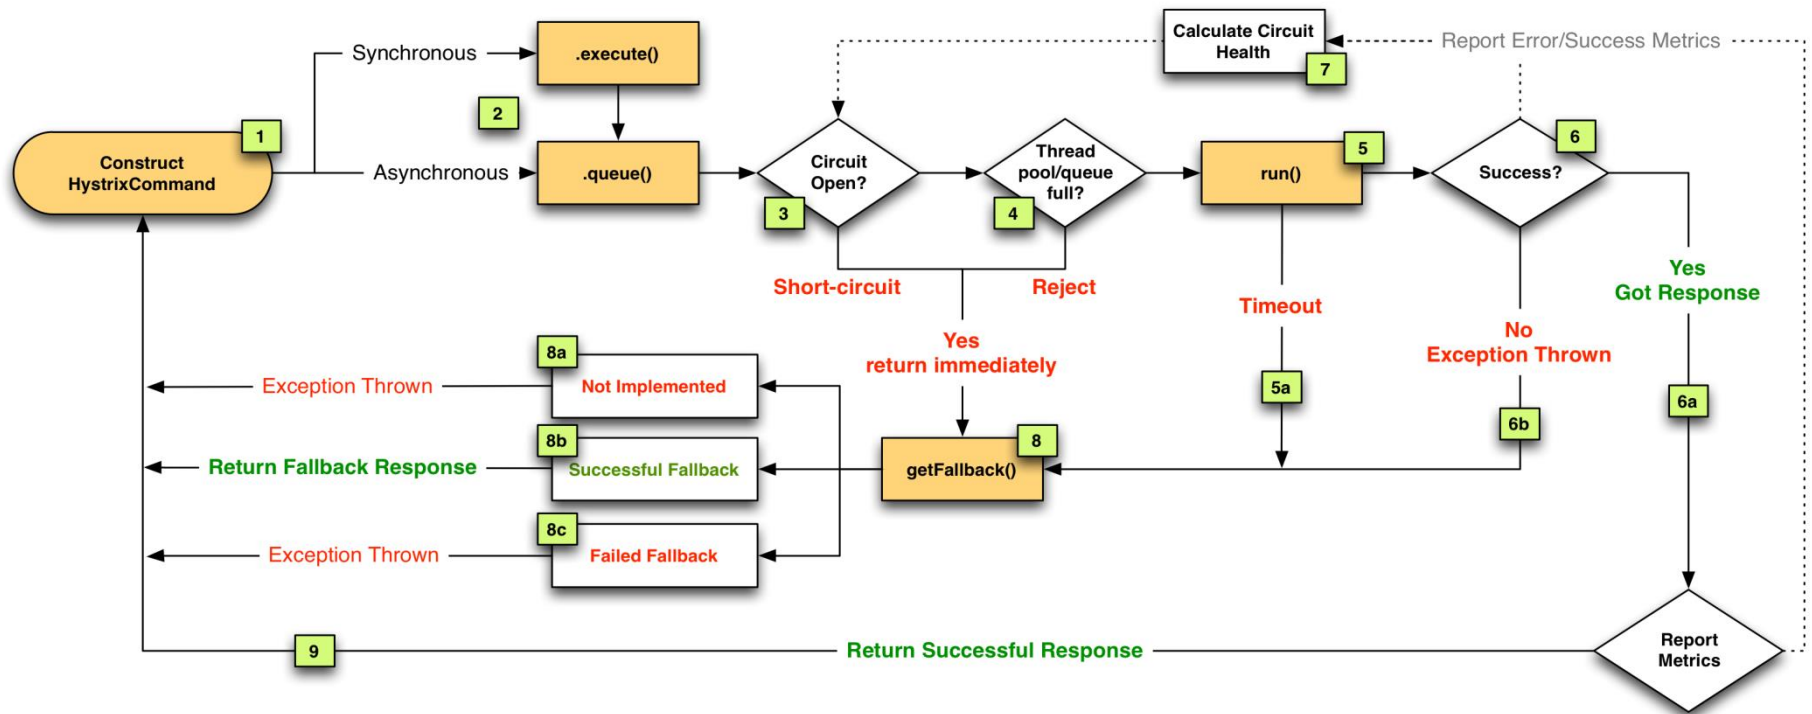 Construct
HystrixCommand
1
Synchronous
Asynchronous
2
.execute()
.queue()
Circuit
Open?
3
Thread
pool/queue
full?
4
run()
5
Success?
6
Calculate Circuit
Health
7
Report Error/Success Metrics
Short-circuit
Reject
Yes
return immediately
Timeout
5a
No
Exception Thrown
6b
Yes
Got Response
6a
getFallback()
8
8a
Not Implemented
Exception Thrown
8b
Successful Fallback
Return Fallback Response
8c
Failed Fallback
Exception Thrown
Report
Metrics
Return Successful Response
9